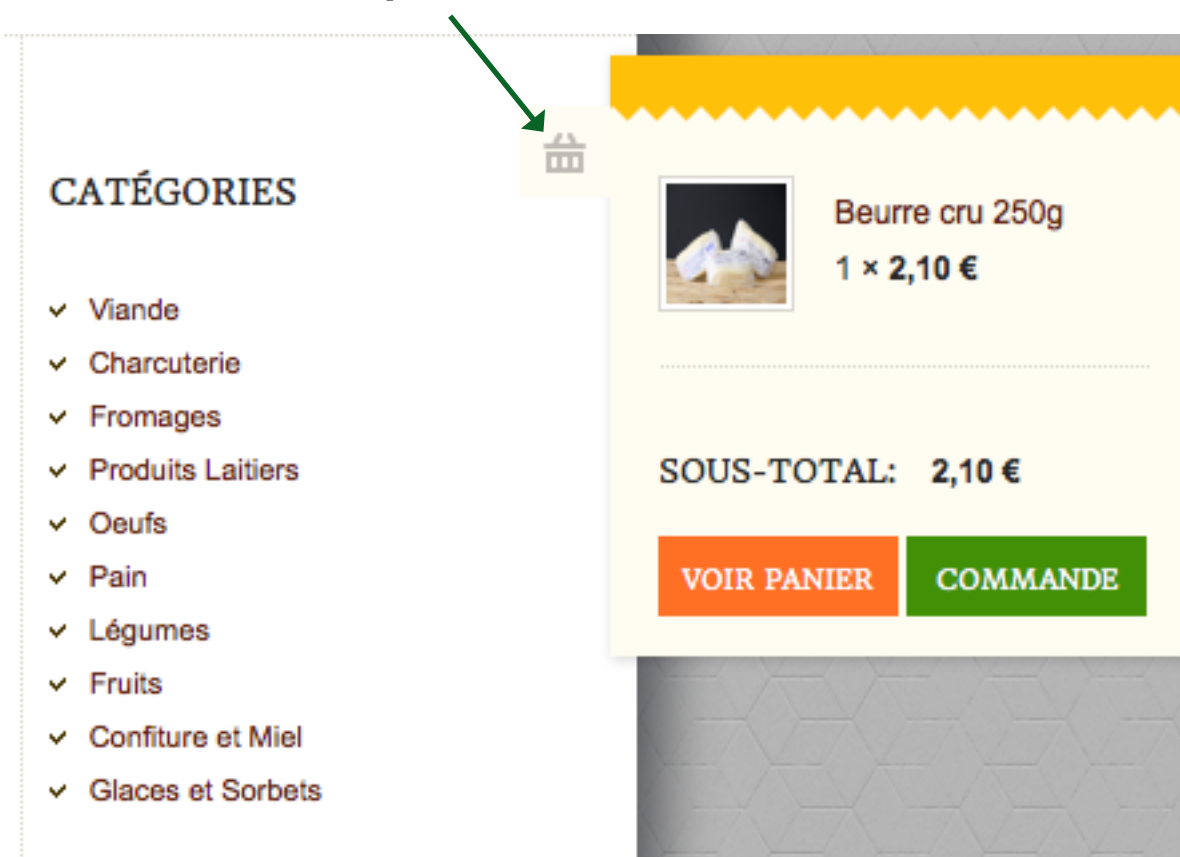 CATÉGORIES
Viande
Charcuterie
Fromages
Produits Laitiers
Oeufs
Pain
Légumes
Fruits
Confiture et Miel
Glaces et Sorbets
Beurre cru 250g
1 × 2,10 €
SOUS-TOTAL: 2,10 €
VOIR PANIER COMMANDE